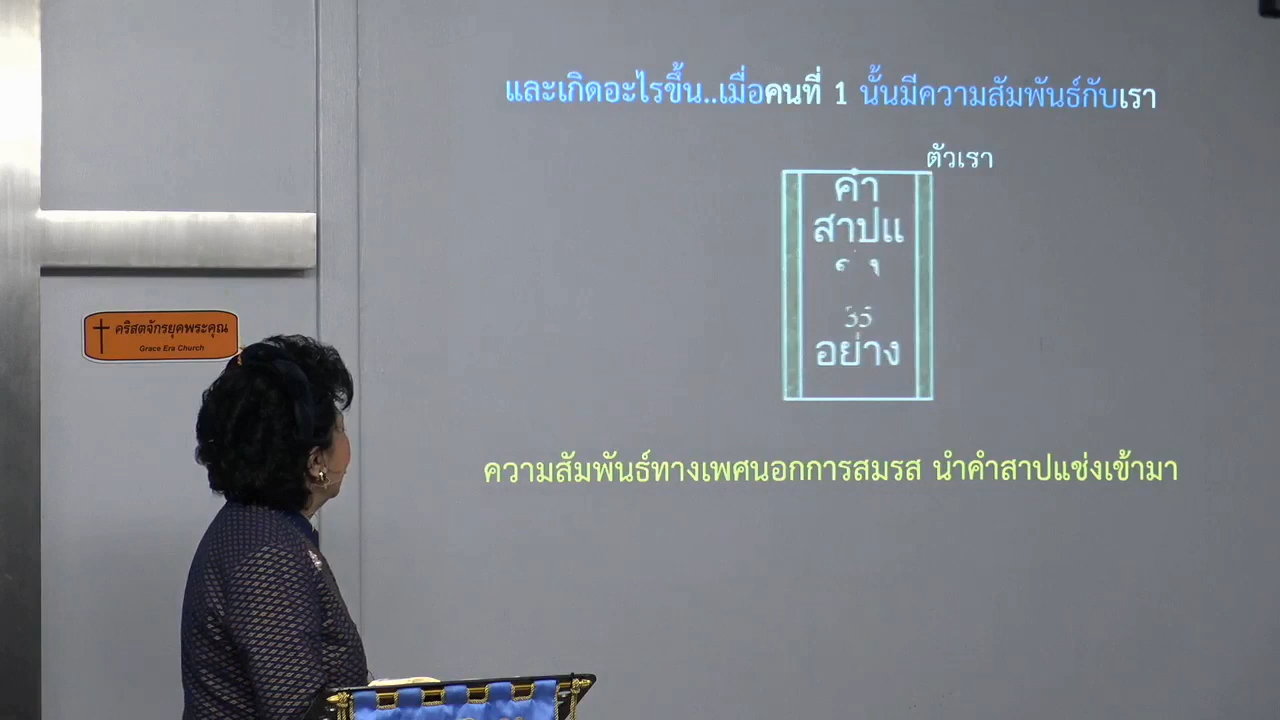 และเกิดอะไรขึ้น..เมื่อคนที่ 1 นั้นมีความสัมพันธ์กับเรา
ตัวเรา
คำ
สาปแ
35
อย่าง
ความสัมพันธ์ทางเพศนอกการสมรส นำคำสาปแช่งเข้ามา
คริสตจักรยุคพระคุณ
Grace Era Church